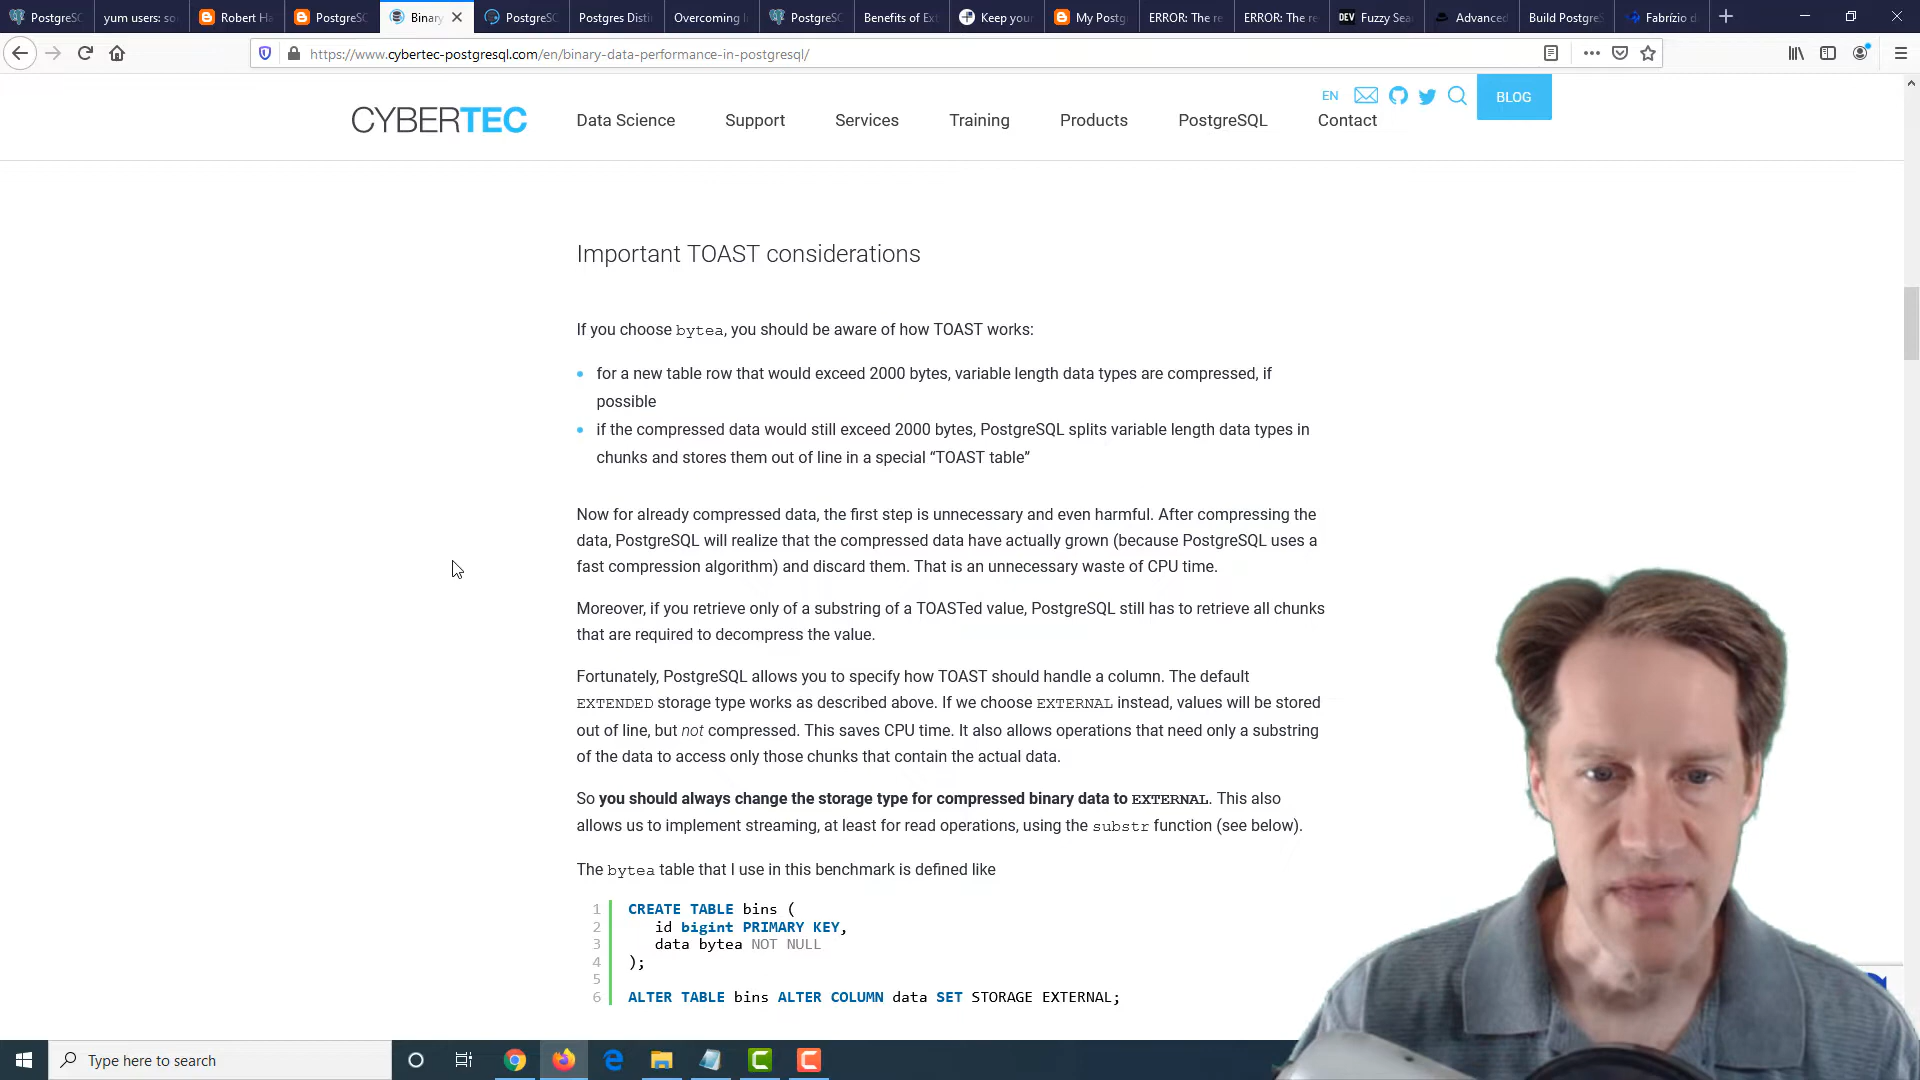 PostgreSC
yum users: so
Robert Ha
PostgreSC
Binary
PostgreSC
Postgres Disti
Overcoming I
PostgreSC
Benefits of Ex
Keep your
My Postg
ERROR: The re
ERROR: The re
Fuzzy Sea
Advanced
Build PostgreS
Fabrízio d
https://www.cybertec-postgresql.com/en/binary-data-performance-in-postgresql/
EN
BLOG
CYBERTEC
Data Science
Support
Services
Training
Products
PostgreSQL
Contact
Important TOAST considerations
If you choose bytea, you should be aware of how TOAST works:
for a new table row that would exceed 2000 bytes, variable length data types are compressed, if
possible
if the compressed data would still exceed 2000 bytes, PostgreSQL splits variable length data types in
chunks and stores them out of line in a special “TOAST table”
Now for already compressed data, the first step is unnecessary and even harmful. After compressing the
data, PostgreSQL will realize that the compressed data have actually grown (because PostgreSQL uses a
fast compression algorithm) and discard them. That is an unnecessary waste of CPU time.
Moreover, if you retrieve only of a substring of a TOASTed value, PostgreSQL still has to retrieve all chunks
that are required to decompress the value.
Fortunately, PostgreSQL allows you to specify how TOAST should handle a column. The default
EXTENDED storage type works as described above. If we choose EXTERNAL instead, values will be stored
out of line, but not compressed. This saves CPU time. It also allows operations that need only a substring
of the data to access only those chunks that contain the actual data.
So you should always change the storage type for compressed binary data to EXTERNAL. This also
allows us to implement streaming, at least for read operations, using the substr function (see below).
The bytea table that I use in this benchmark is defined like
1 CREATE TABLE bins (
2 id bigint PRIMARY KEY,
3 data bytea NOT NULL
4 );
5
6 ALTER TABLE bins ALTER COLUMN data SET STORAGE EXTERNAL;
Type here to search